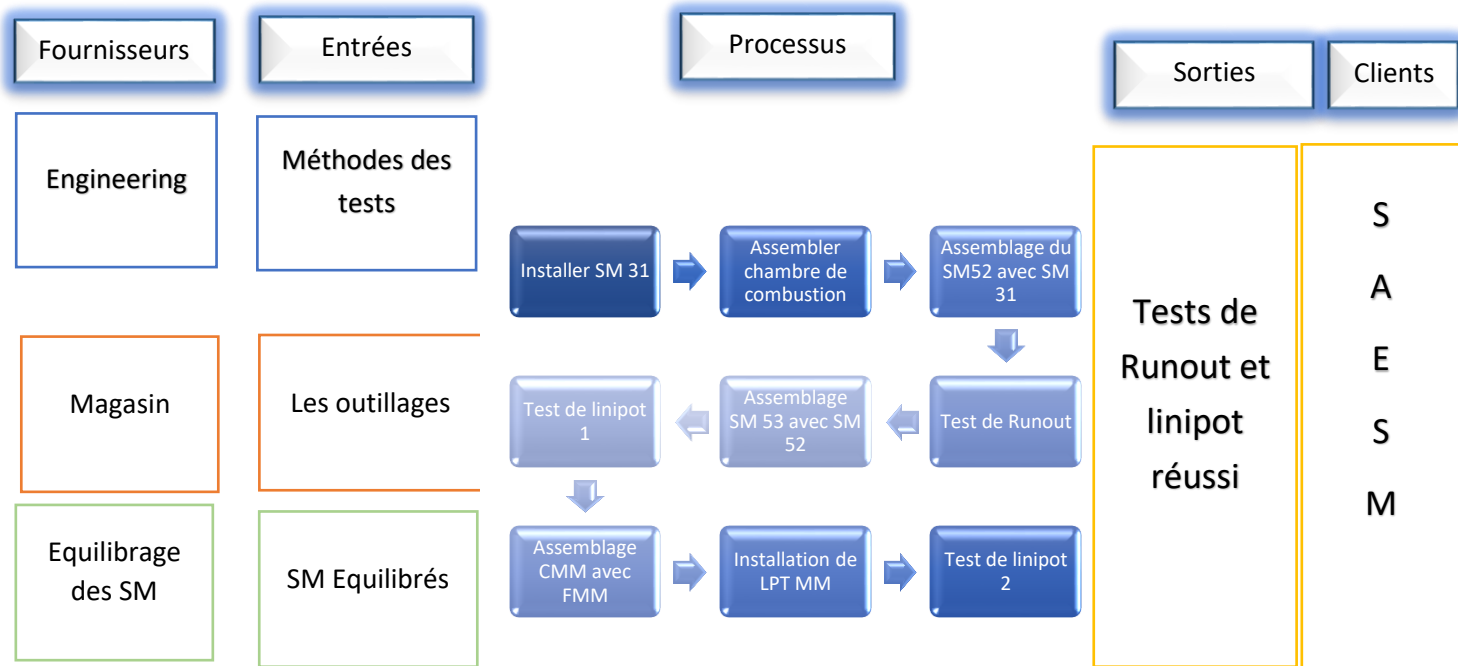 Fournisseurs
Entrées
Processus
Sorties
Clients
Engineering
Méthodes des
tests
Magasin
Les outillages
Equilibrage
des SM
SM Equilibrés
Installer SM 31
Assembler
chambre de
combustion
Assemblage du
SM52 avec SM
31
Test de Runout
Assemblage
SM 53 avec SM
52
Test de linipot
1
Assemblage
CMM avec
FMM
Installation de
LPT MM
Test de linipot
2
Tests de
Runout et
linipot
réussi
S
A
E
S
M